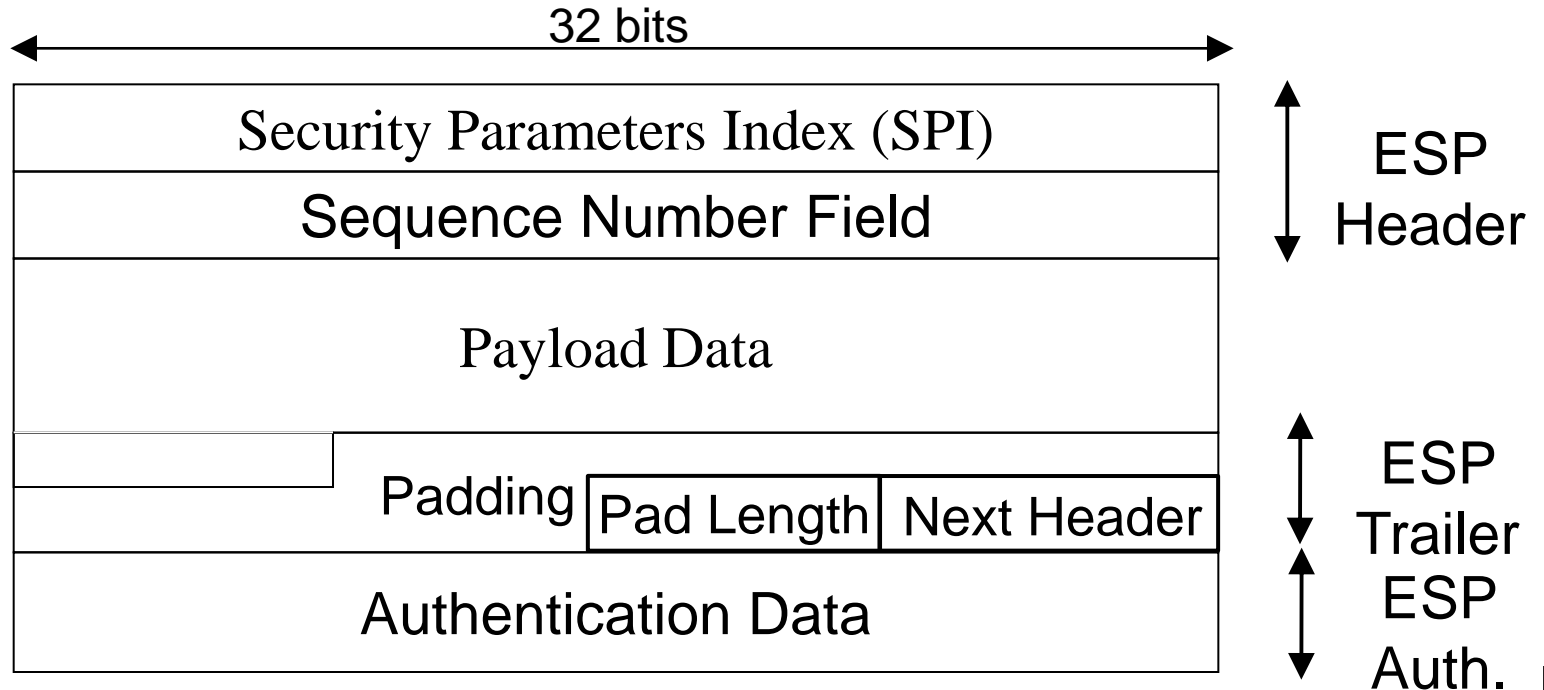 32 bits
Security Parameters Index (SPI)
ESP
Header
Sequence Number Field
Payload Data
Padding
Pad Length
Next Header
ESP
Trailer
Authentication Data
ESP
Auth.